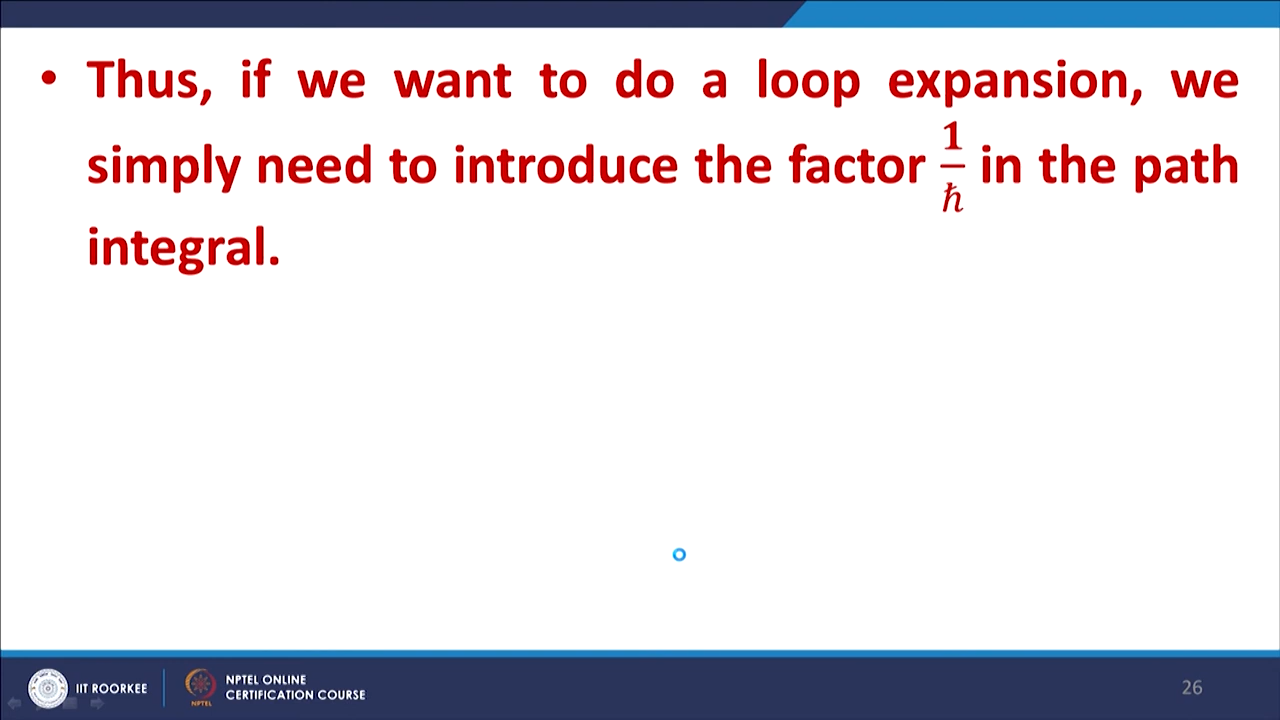 • Thus, if we want to do a loop expansion, we
simply need to introduce the factor 1/ℏ in the path
integral.
IIT ROORKEE
NPTEL
NPTEL ONLINE
CERTIFICATION COURSE
26